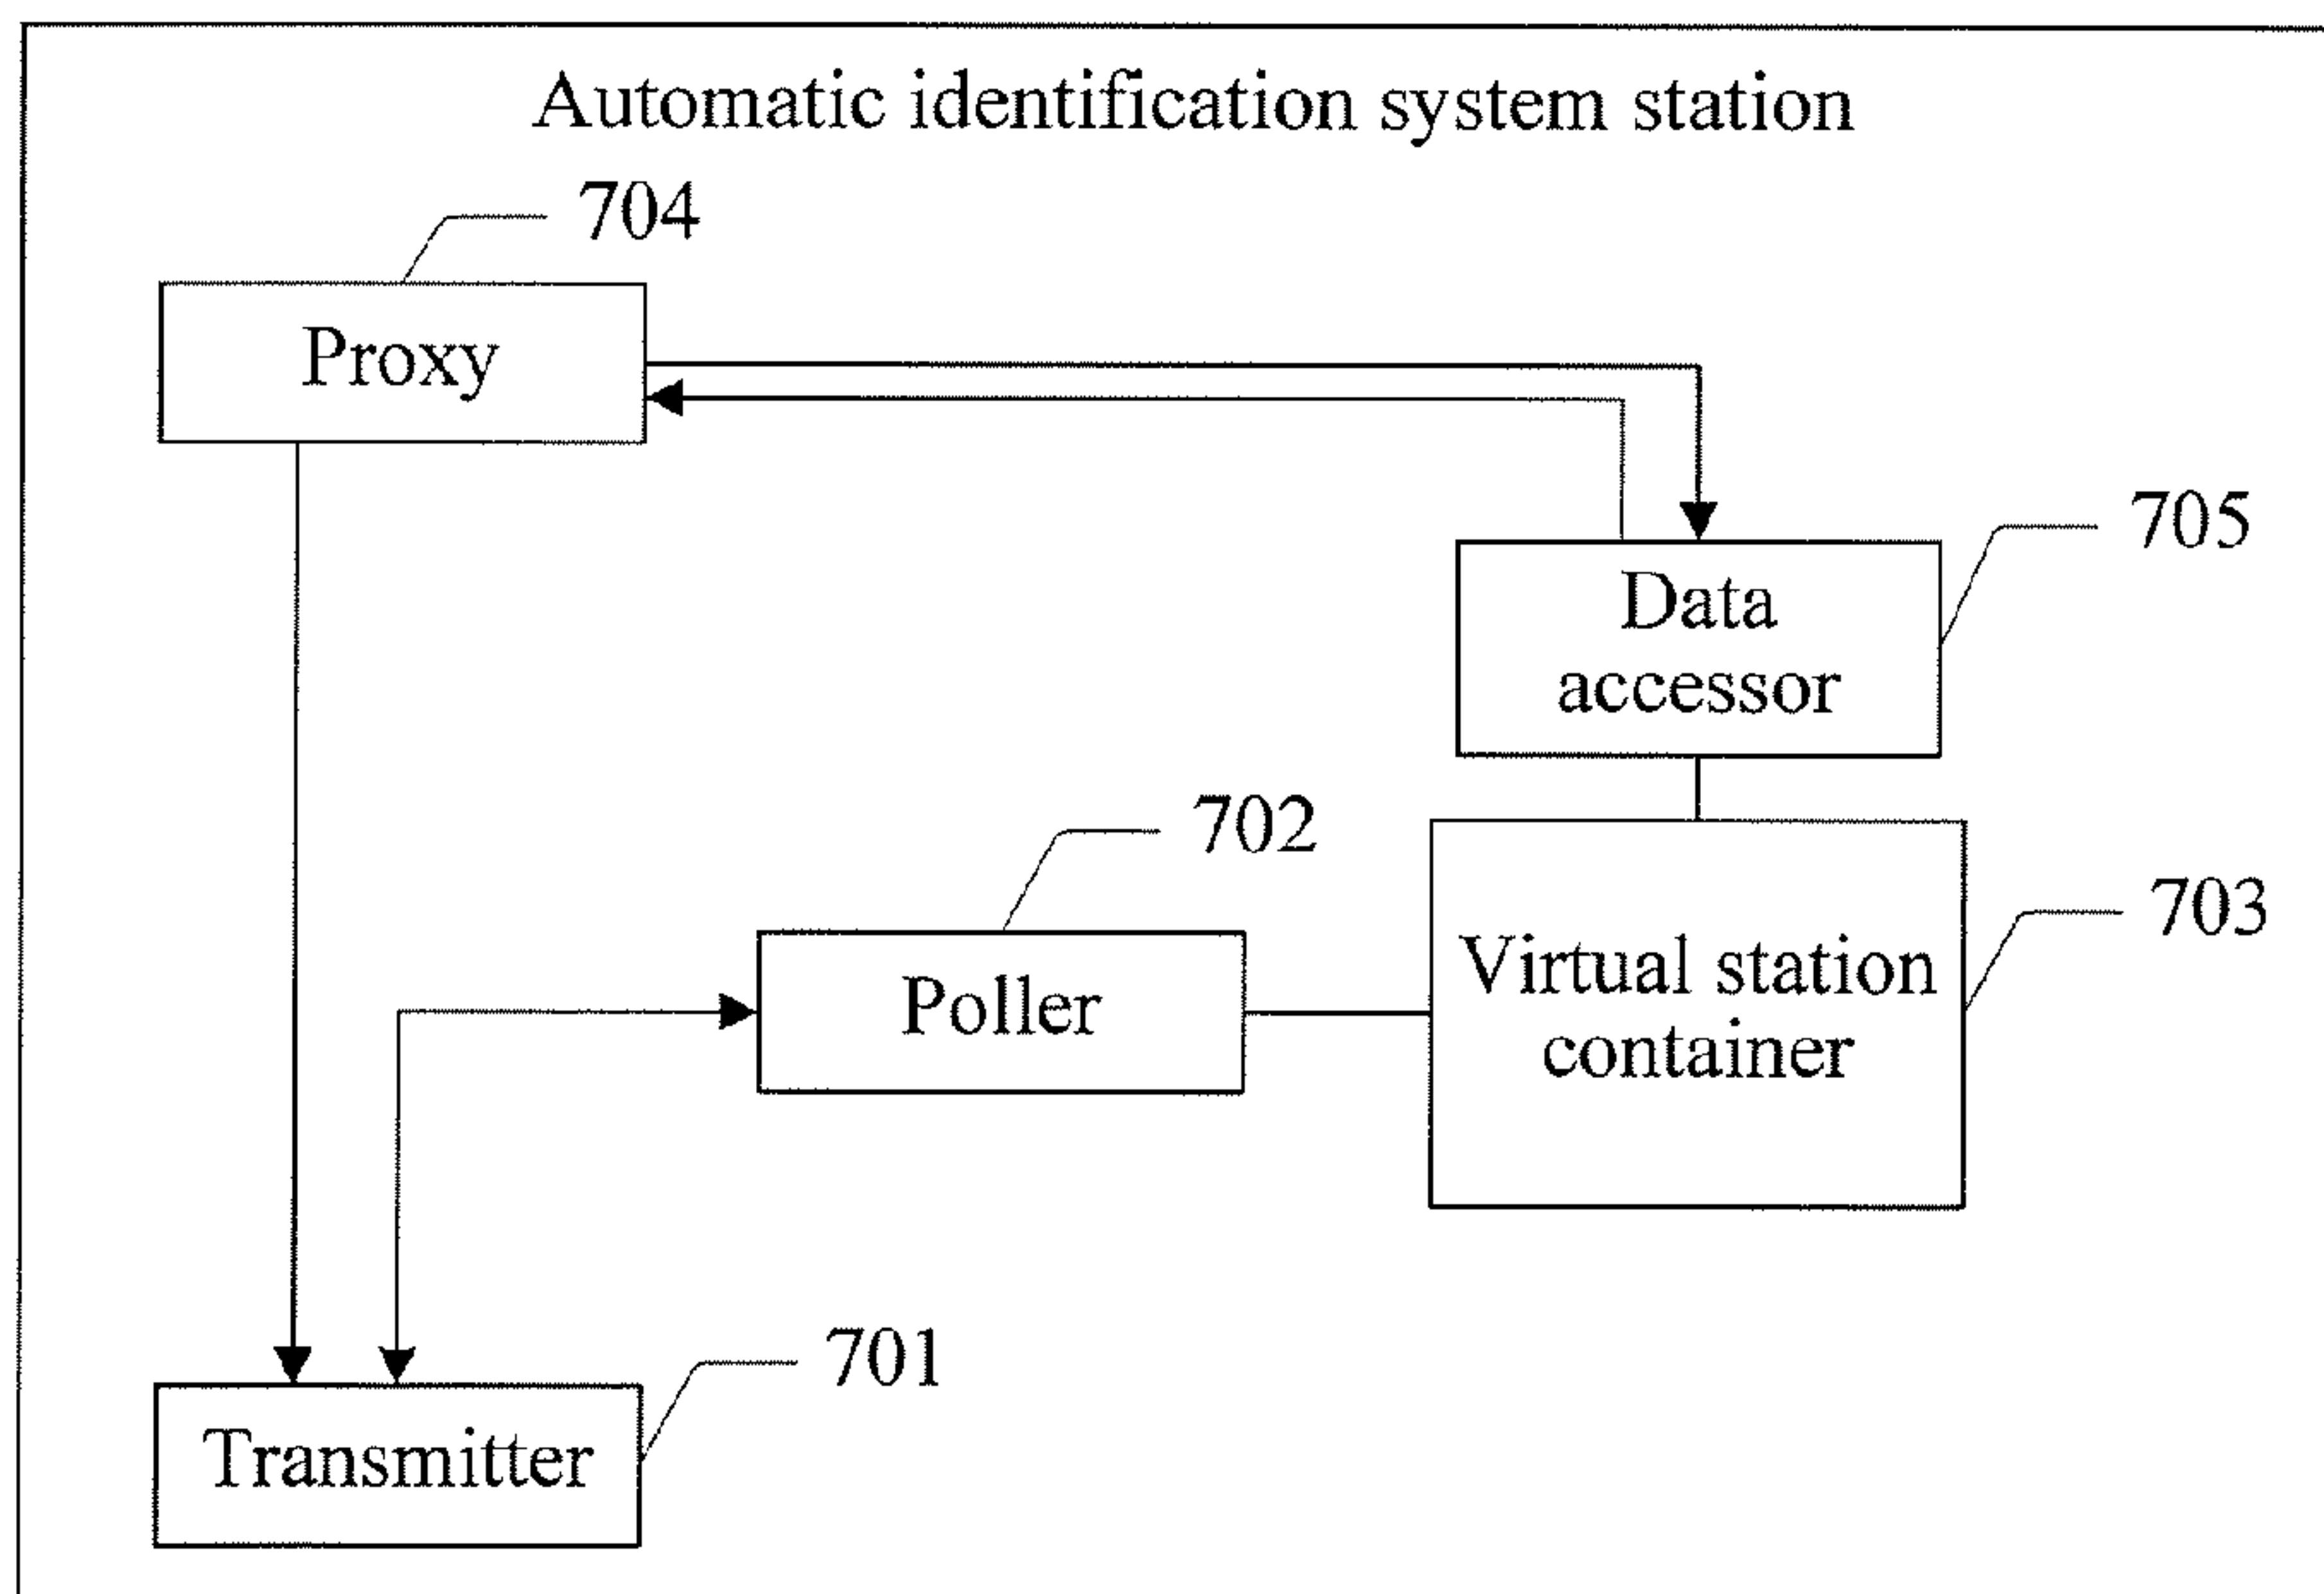 Automatic identification system station
704
Proxy
705
Data
accessor
702
703
Virtual station
container
Poller
701
Transmitter